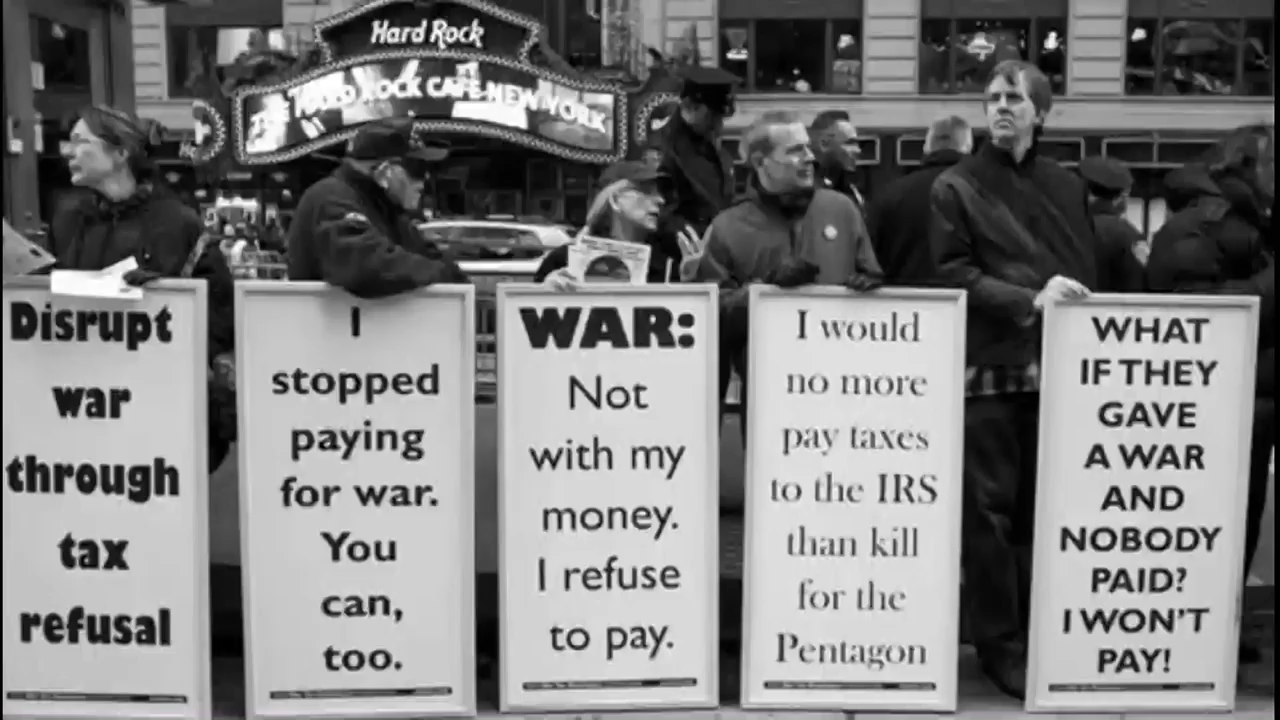 Hard Rock
THE HARD ROCK CAFE NEW YORK
Disrupt
war
through
tax
refusal
I
stopped
paying
for war.
You
can,
too.
WAR:
Not
with my
money.
I refuse
to pay.
I would
no more
pay taxes
to the IRS
than kill
for the
Pentagon
WHAT
IF THEY
GAVE
A WAR
AND
NOBODY
PAID?
I WON'T
PAY!